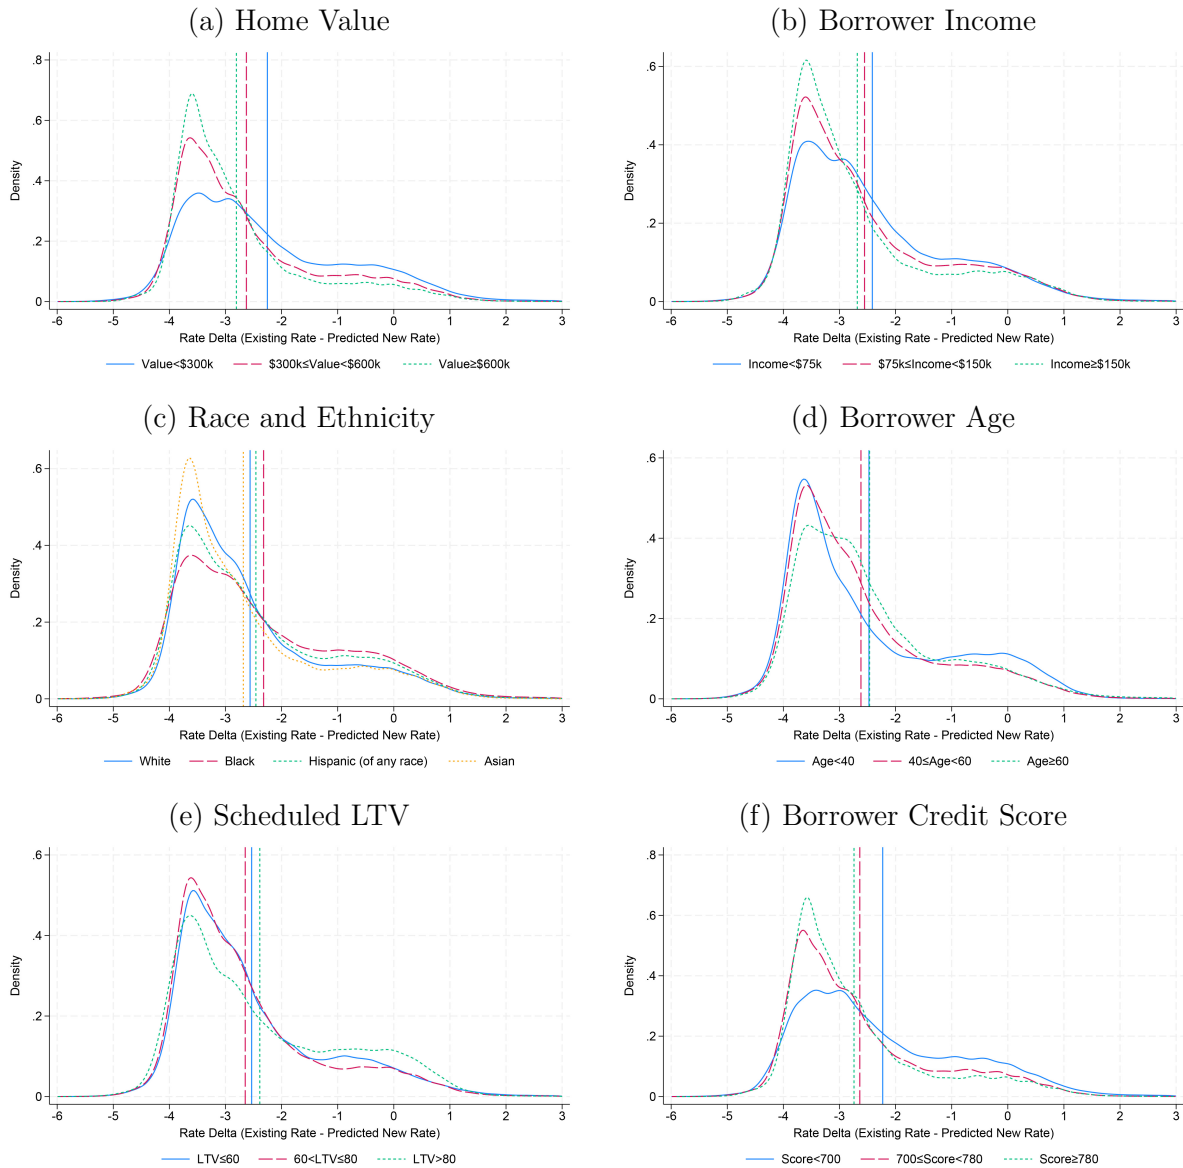 (a) Home Value
.8
.6
.4
.2
0
Density
-6 -5 -4 -3 -2 -1 0 1 2 3
Rate Delta (Existing Rate - Predicted New Rate)
Value<$300k $300k≤Value<$600k Value≥$600k
(b) Borrower Income
.6
.4
.2
0
Density
-6 -5 -4 -3 -2 -1 0 1 2 3
Rate Delta (Existing Rate - Predicted New Rate)
Income<$75k $75k≤Income<$150k Income≥$150k
(c) Race and Ethnicity
.6
.4
.2
0
Density
-6 -5 -4 -3 -2 -1 0 1 2 3
Rate Delta (Existing Rate - Predicted New Rate)
White Black Hispanic (of any race) Asian
(d) Borrower Age
.6
.4
.2
0
Density
-6 -5 -4 -3 -2 -1 0 1 2 3
Rate Delta (Existing Rate - Predicted New Rate)
Age<40 40≤Age<60 Age≥60
(e) Scheduled LTV
.6
.4
.2
0
Density
-6 -5 -4 -3 -2 -1 0 1 2 3
Rate Delta (Existing Rate - Predicted New Rate)
LTV≤60 60<LTV≤80 LTV>80
(f) Borrower Credit Score
.8
.6
.4
.2
0
Density
-6 -5 -4 -3 -2 -1 0 1 2 3
Rate Delta (Existing Rate - Predicted New Rate)
Score<700 700≤Score<780 Score≥780